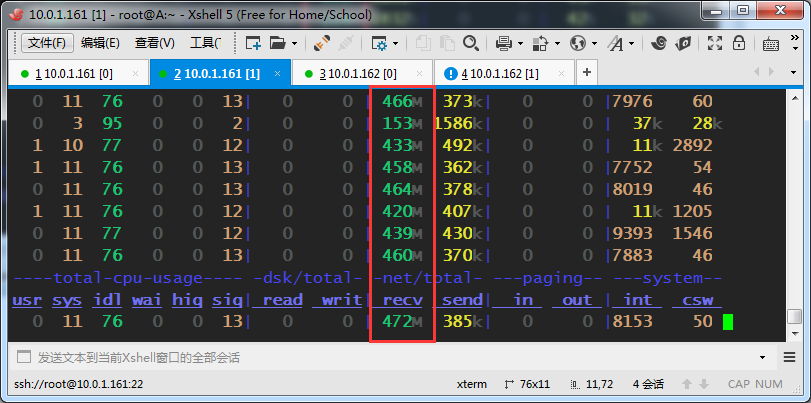 10.0.1.161 [1] - root@A:~ - Xshell 5 (Free for Home/School)
文件(F) 编辑(E) 查看(V) 工具(
1 10.0.1.161 [0] × 2 10.0.1.161 [1] × 3 10.0.1.162 [0] × 4 10.0.1.162 [1] × +
0 11 76 0 0 13| 0 0 | 466M 373k| 0 0 |7976 60
0 3 95 0 0 2| 0 0 | 153M 1586k| 0 0 | 37k 28k
1 10 77 0 0 12| 0 0 | 433M 492k| 0 0 | 11k 2892
1 11 76 0 0 13| 0 0 | 458M 362k| 0 0 |7752 54
0 11 76 0 0 13| 0 0 | 464M 378k| 0 0 |8019 46
1 11 76 0 0 12| 0 0 | 420M 407k| 0 0 | 11k 1205
0 11 77 0 0 12| 0 0 | 439M 430k| 0 0 |9393 1546
0 11 76 0 0 13| 0 0 | 460M 370k| 0 0 |7883 46
----total-cpu-usage---- -dsk/total- -net/total- ---paging-- ---system--
usr sys idl wai hiq siq| read writ| recv send| in out | int csw
0 11 76 0 0 13| 0 0 | 472M 385k| 0 0 |8153 50
发送文本到当前Xshell窗口的全部会话
ssh://root@10.0.1.161:22 xterm 76x11 11,72 4 会话 CAP NUM